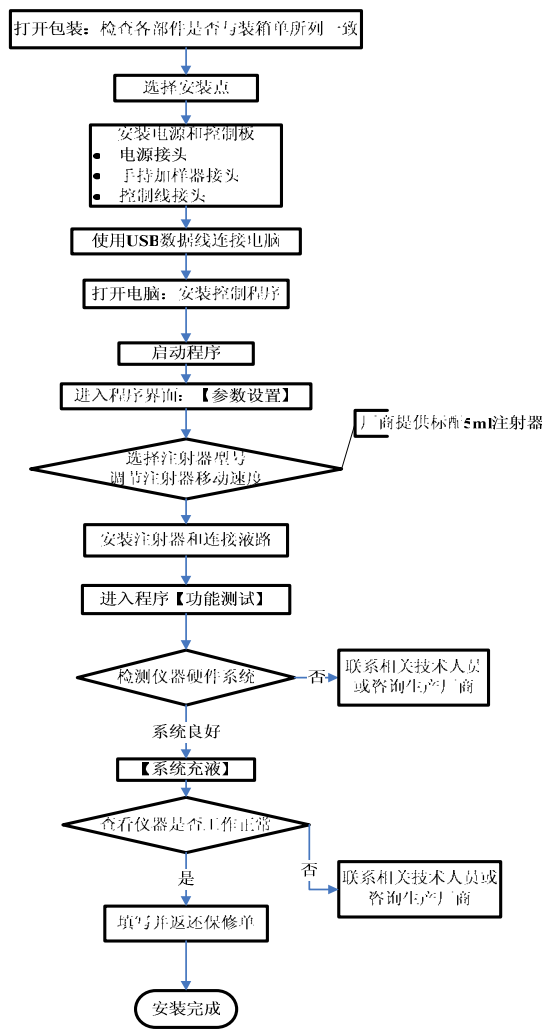 打开包装：检查各部件是否与装箱单所列一致
选择安装点
安装电源和控制板
• 电源接头
• 手持加样器接头
• 控制线接头
使用USB数据线连接电脑
打开电脑：安装控制程序
启动程序
进入程序界面：【参数设置】
厂商提供标配5ml注射器
选择注射器型号
调节注射器移动速度
安装注射器和连接液路
进入程序【功能测试】
检测仪器硬件系统
否
联系相关技术人员
或咨询生产厂商
系统良好
【系统充液】
查看仪器是否工作正常
否
是
联系相关技术人员或
咨询生产厂商
填写并返还保修单
安装完成